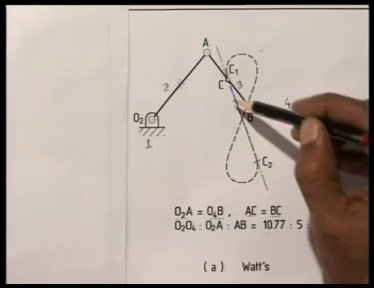 A
2
C₁
C
3
4
B
O₂
1
C₂
O₂A = O₄B , AC = BC
O₂O₄ : O₂A : AB = 10.77 : 5 :
(a) Watt's